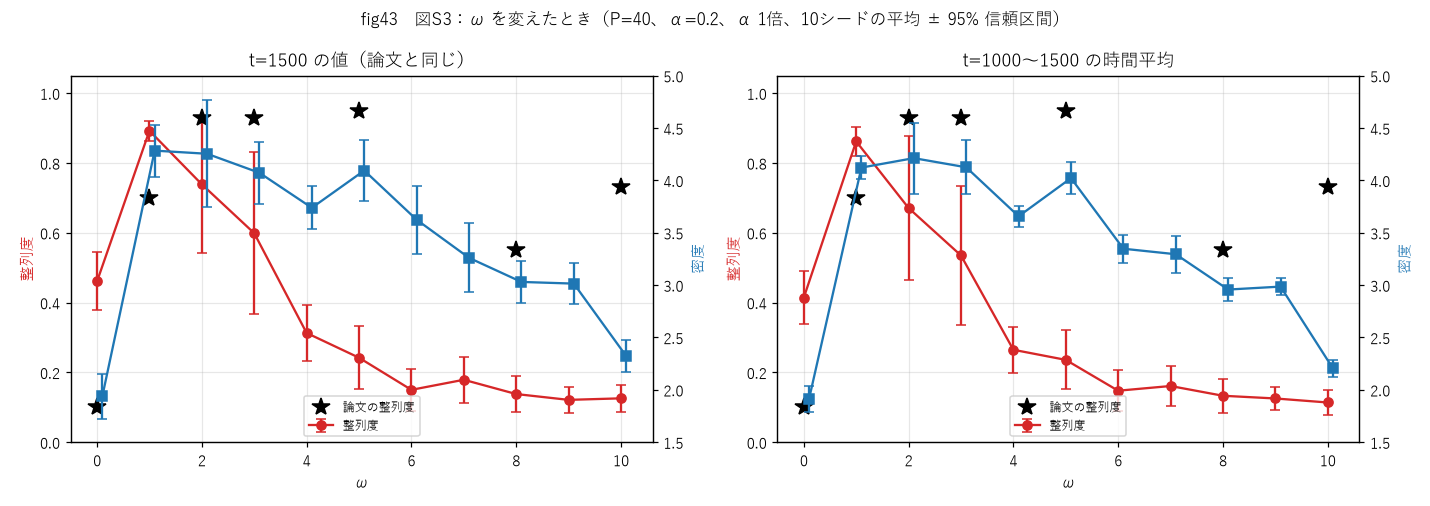 fig43　図S3：ω を変えたとき（P=40、α=0.2、α 1倍、10シードの平均 ± 95% 信頼区間）
t=1500 の値（論文と同じ）
1.0
0.8
0.6
0.4
0.2
0.0
整列度
5.0
4.5
4.0
3.5
3.0
2.5
2.0
1.5
密度
論文の整列度
整列度
0 2 4 6 8 10
ω
t=1000〜1500 の時間平均
1.0
0.8
0.6
0.4
0.2
0.0
整列度
5.0
4.5
4.0
3.5
3.0
2.5
2.0
1.5
密度
論文の整列度
整列度
0 2 4 6 8 10
ω